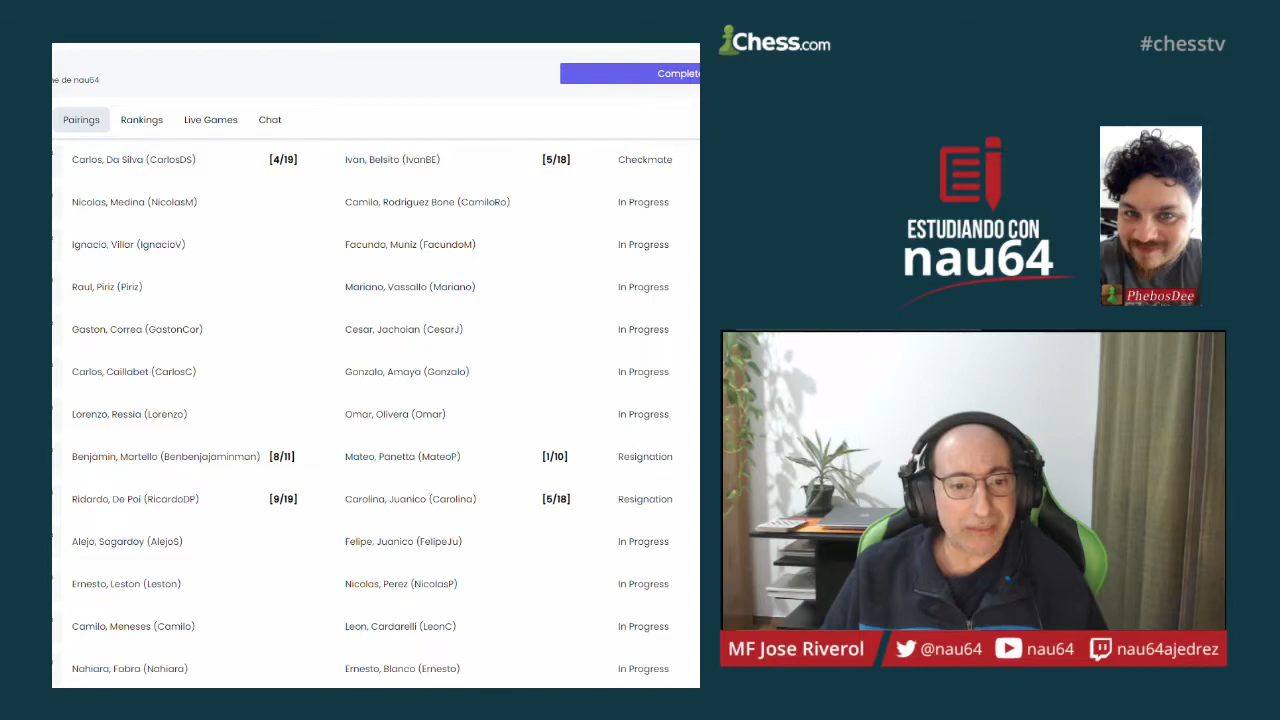 ne de nau64
Complete
Pairings Rankings Live Games Chat
Carlos, Da Silva (CarlosDS) [4/19] Ivan, Belsito (IvanBE) [5/18] Checkmate
Nicolas, Medina (NicolasM) Camilo, Rodriguez Bone (CamiloRo) In Progress
Ignacio, Villar (IgnacioV) Facundo, Muniz (FacundoM) In Progress
Raul, Piriz (Piriz) Mariano, Vassallo (Mariano) In Progress
Gaston, Correa (GastonCor) Cesar, Jachoian (CesarJ) In Progress
Carlos, Caillabet (CarlosC) Gonzalo, Amaya (Gonzalo) In Progress
Lorenzo, Ressia (Lorenzo) Omar, Olivera (Omar) In Progress
Benjamin, Martello (Benbenjajaminman) [8/11] Mateo, Panetta (MateoP) [1/10] Resignation
Ridardo, De Poi (RicardoDP) [9/19] Carolina, Juanico (Carolina) [5/18] Resignation
Alejo, Sagardoy (AlejoS) Felipe, Juanico (FelipeJu) In Progress
Ernesto, Leston (Leston) Nicolas, Perez (NicolasP) In Progress
Camilo, Meneses (Camilo) Leon, Cardarelli (LeonC) In Progress
Nahiara, Fabra (Nahiara) Ernesto, Blanco (Ernesto) In Progress
Chess.com
#chesstv
ESTUDIANDO CON
nau64
PhebosDee
MF Jose Riverol @nau64 nau64 nau64ajedrez